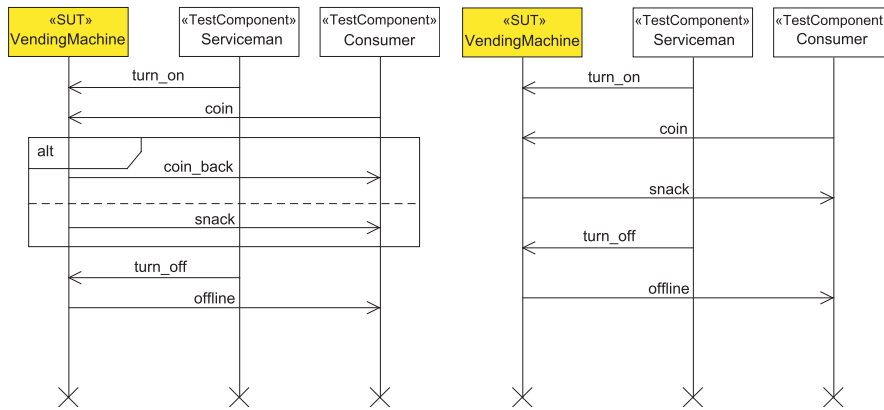 «SUT»
VendingMachine
«TestComponent»
Serviceman
«TestComponent»
Consumer
turn_on
coin
alt
coin_back
snack
turn_off
offline
«SUT»
VendingMachine
«TestComponent»
Serviceman
«TestComponent»
Consumer
turn_on
coin
snack
turn_off
offline